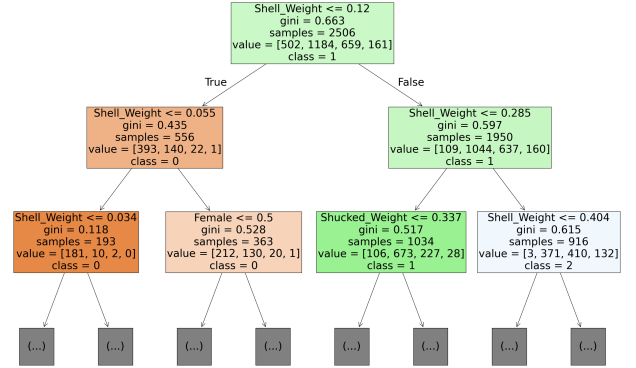 Shell_Weight <= 0.12
gini = 0.663
samples = 2506
value = [502, 1184, 659, 161]
class = 1
True
False
Shell_Weight <= 0.055
gini = 0.435
samples = 556
value = [393, 140, 22, 1]
class = 0
Shell_Weight <= 0.285
gini = 0.597
samples = 1950
value = [109, 1044, 637, 160]
class = 1
Shell_Weight <= 0.034
gini = 0.118
samples = 193
value = [181, 10, 2, 0]
class = 0
Female <= 0.5
gini = 0.528
samples = 363
value = [212, 130, 20, 1]
class = 0
Shucked_Weight <= 0.337
gini = 0.517
samples = 1034
value = [106, 673, 227, 28]
class = 1
Shell_Weight <= 0.404
gini = 0.615
samples = 916
value = [3, 371, 410, 132]
class = 2
(...)
(...)
(...)
(...)
(...)
(...)
(...)
(...)